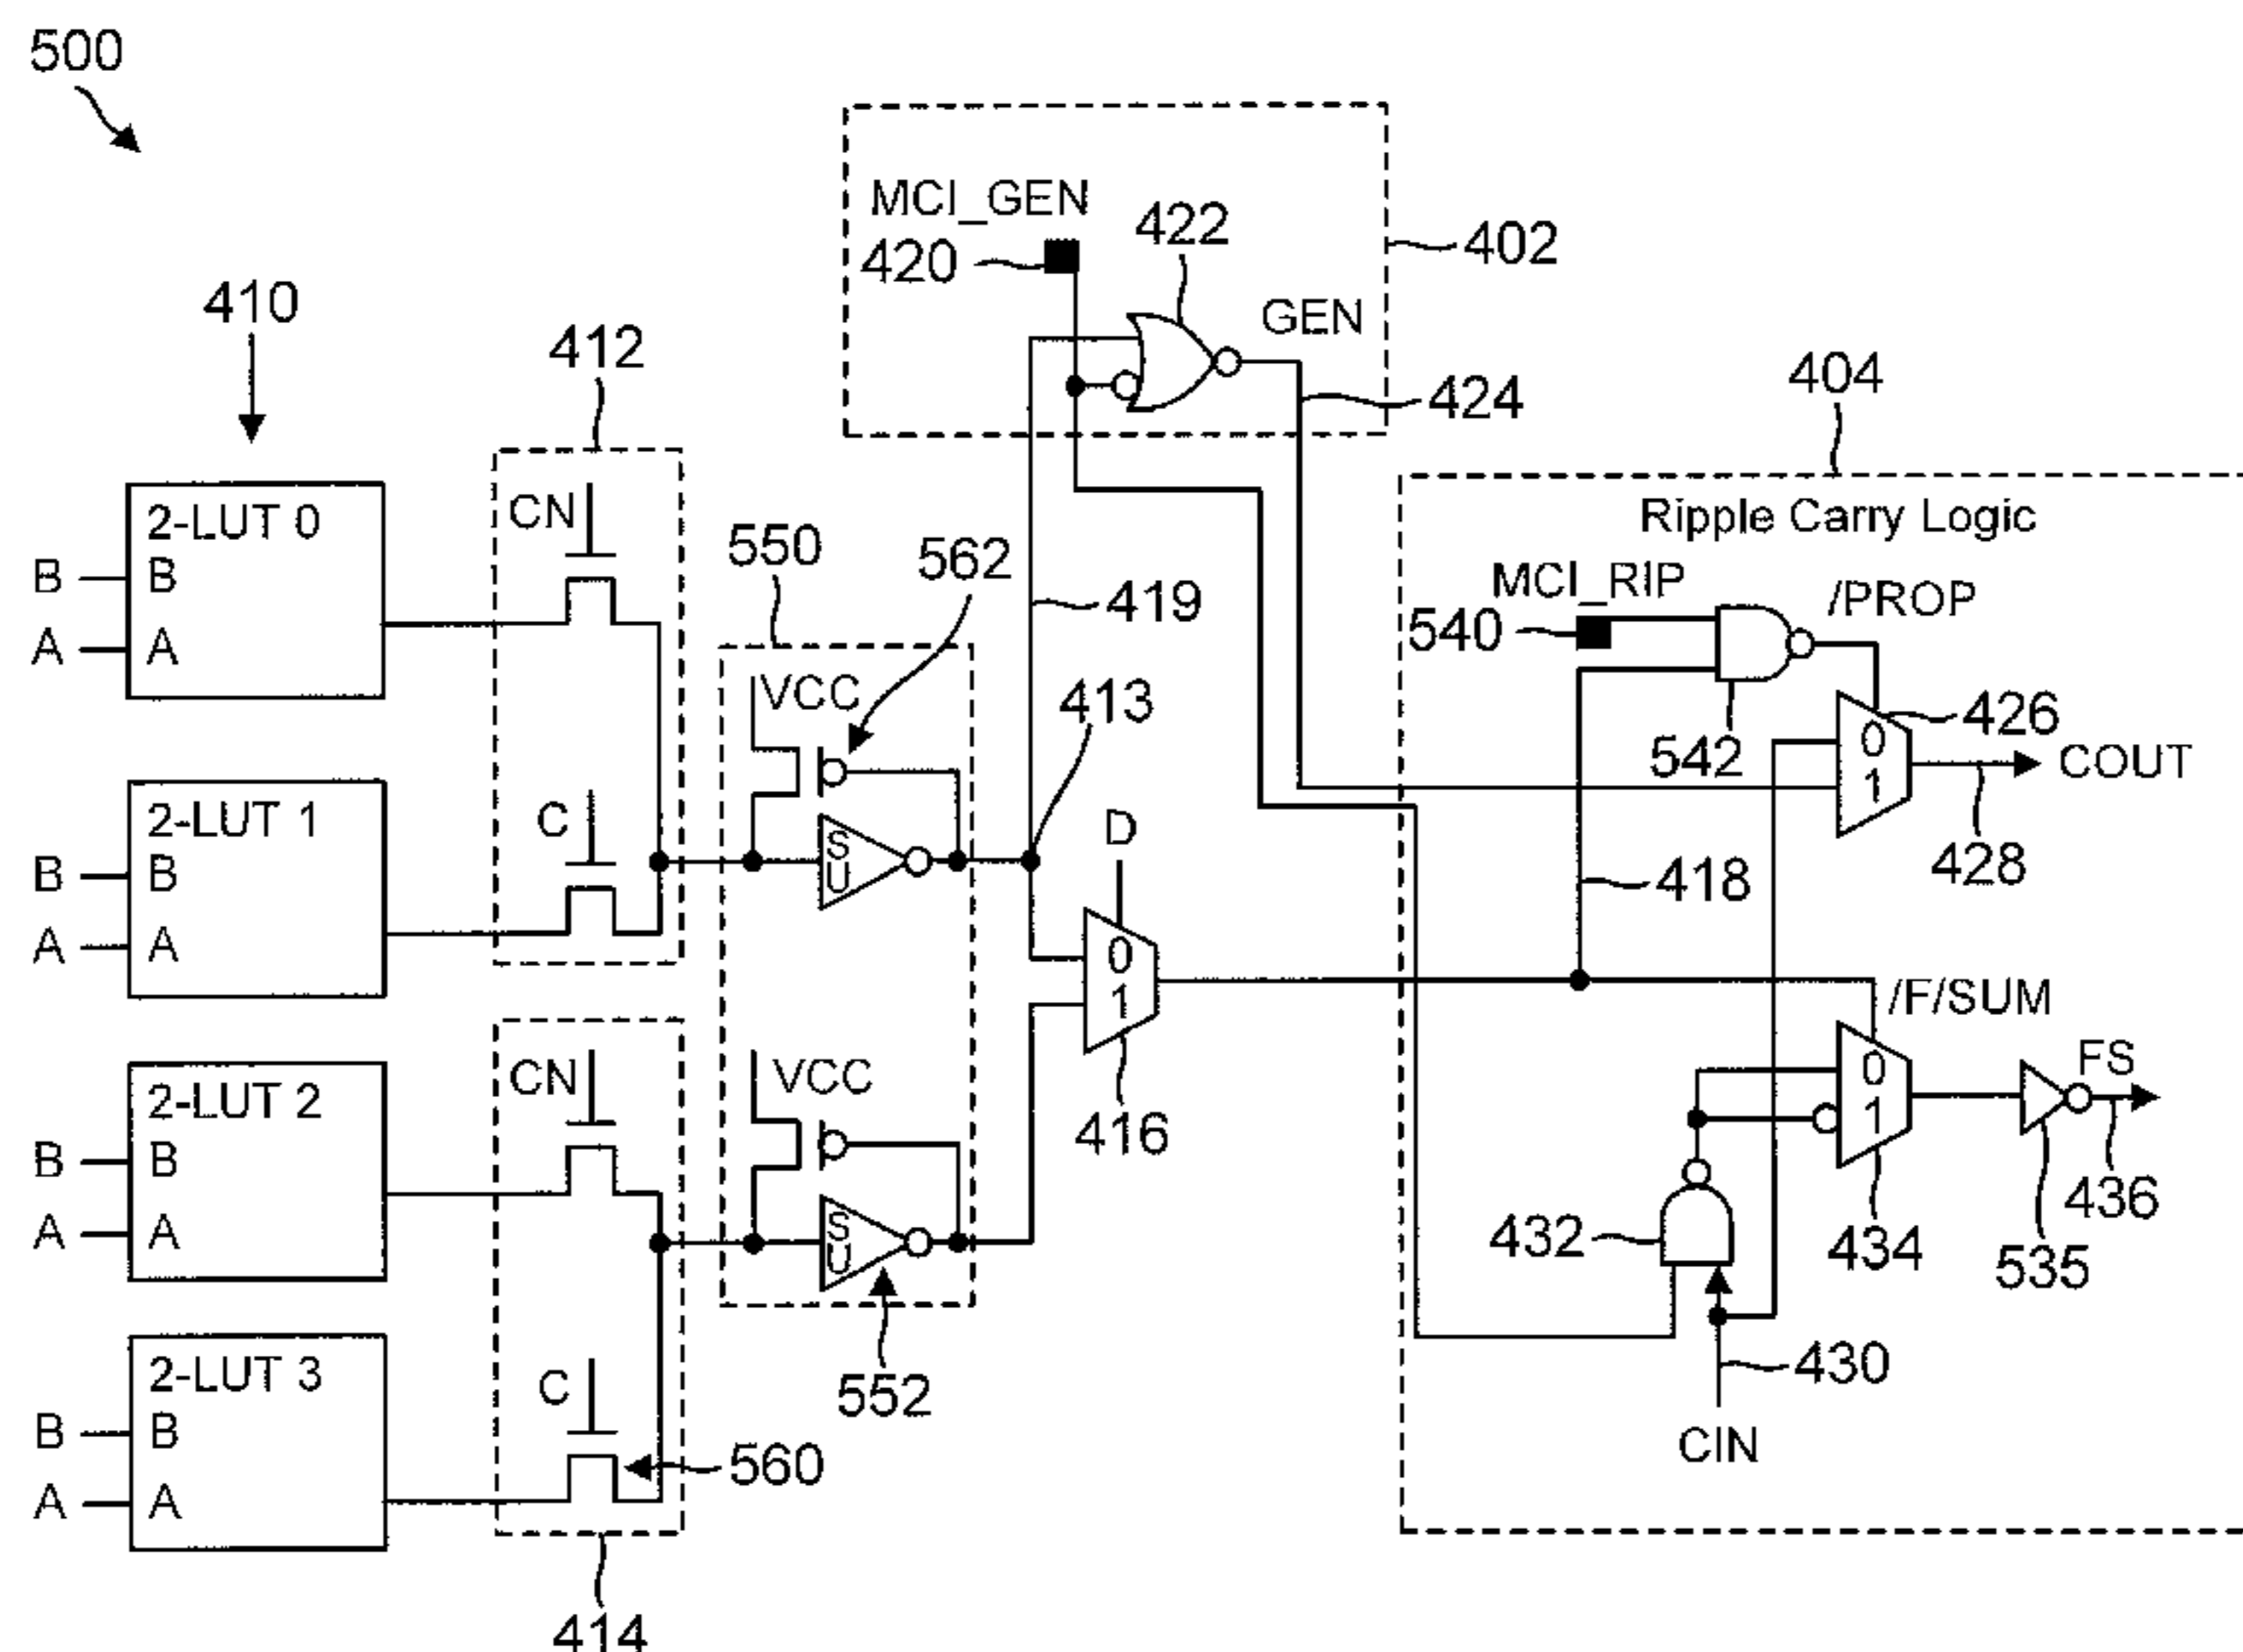 500
MCI_GEN
422
402
420
GEN
410
412
424
404
2-LUT 0
CN
Ripple Carry Logic
B B
550
562
MCI_RIP
/PROP
A A
419
540
VCC
413
426
0
542
COUT
2-LUT 1
C
1
D
S
U
418
428
B B
A A
0
1
/F/SUM
2-LUT 2
CN
VCC
0
FS
1
416
B B
A A
S
U
432
434
436
535
2-LUT 3
C
552
430
B B
560
CIN
A A
414